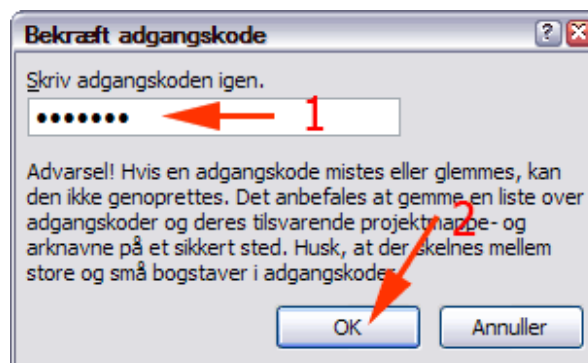 Bekræft adgangskode
Skriv adgangskoden igen.
••••••• 1
Advarsel! Hvis en adgangskode mistes eller glemmes, kan
den ikke genoprettes. Det anbefales at gemme en liste over
adgangskoder og deres tilsvarende projektmappe- og
arknavne på et sikkert sted. Husk, at der skelnes mellem
2
store og små bogstaver i adgangskoder.
OK Annuller